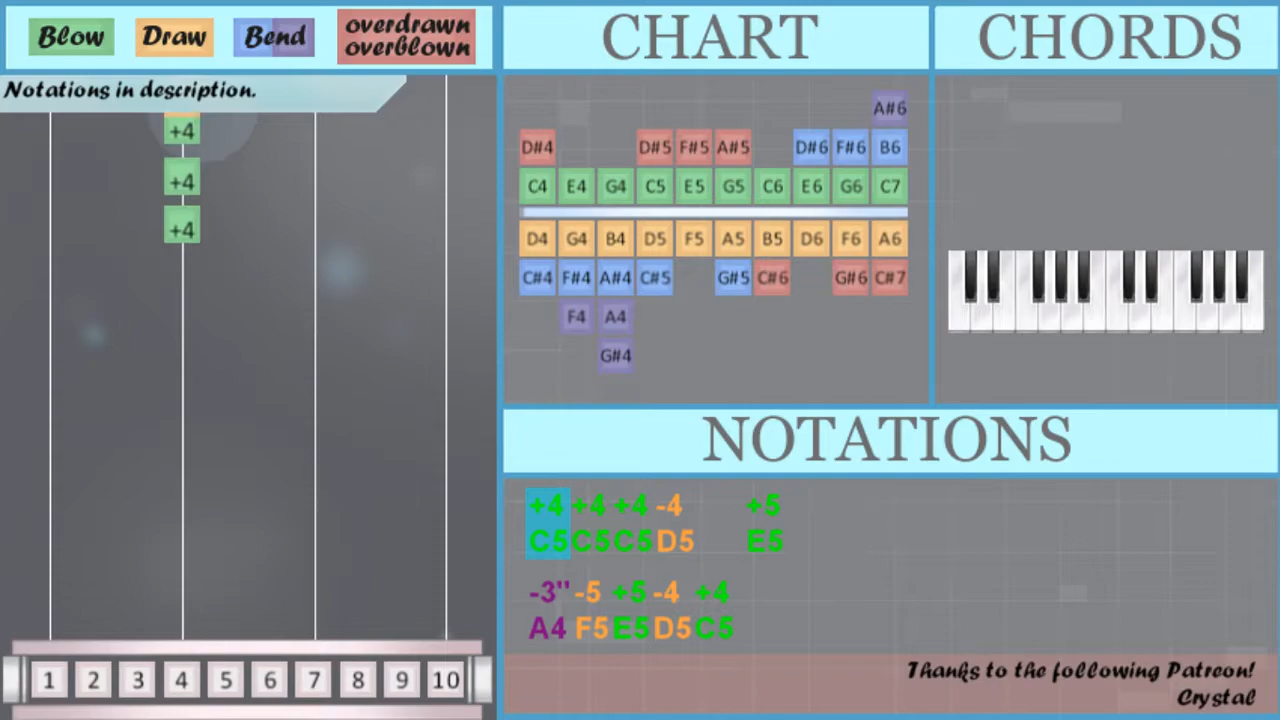 Blow Draw Bend overdrawn
overblown
Notations in description.
+4
+4
+4
1 2 3 4 5 6 7 8 9 10
CHART
A#6
D#4 D#5 F#5 A#5 D#6 F#6 B6
C4 E4 G4 C5 E5 G5 C6 E6 G6 C7
D4 G4 B4 D5 F5 A5 B5 D6 F6 A6
C#4 F#4 A#4 C#5 G#5 C#6 G#6 C#7
F4 A4
G#4
CHORDS
NOTATIONS
+4 +4 +4 -4 +5
C5 C5 C5 D5 E5
-3" -5 +5 -4 +4
A4 F5 E5 D5 C5
Thanks to the following Patreon!
Crystal